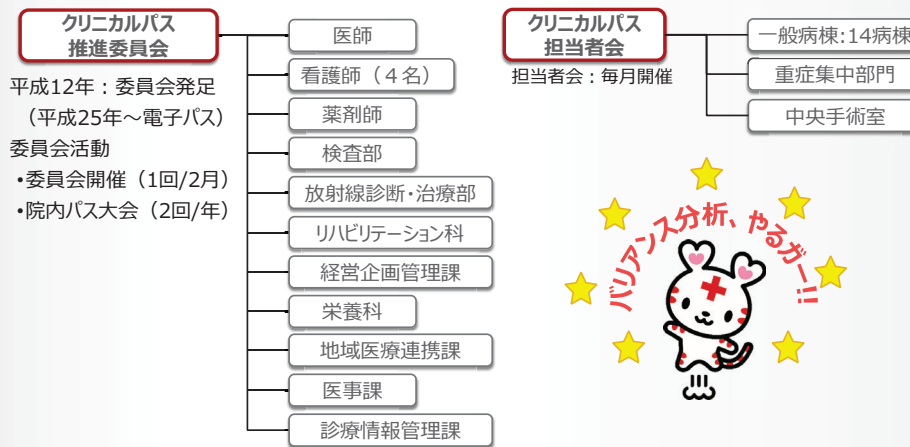 クリニカルパス
推進委員会
平成12年：委員会発足
（平成25年～電子パス）
委員会活動
•委員会開催（1回/2月）
•院内パス大会（2回/年）
医師
看護師（４名）
薬剤師
検査部
放射線診断・治療部
リハビリテーション科
経営企画管理課
栄養科
地域医療連携課
医事課
診療情報管理課
クリニカルパス
担当者会
担当者会：毎月開催
一般病棟:14病棟
重症集中部門
中央手術室
バリアンス分析、やるガー!!